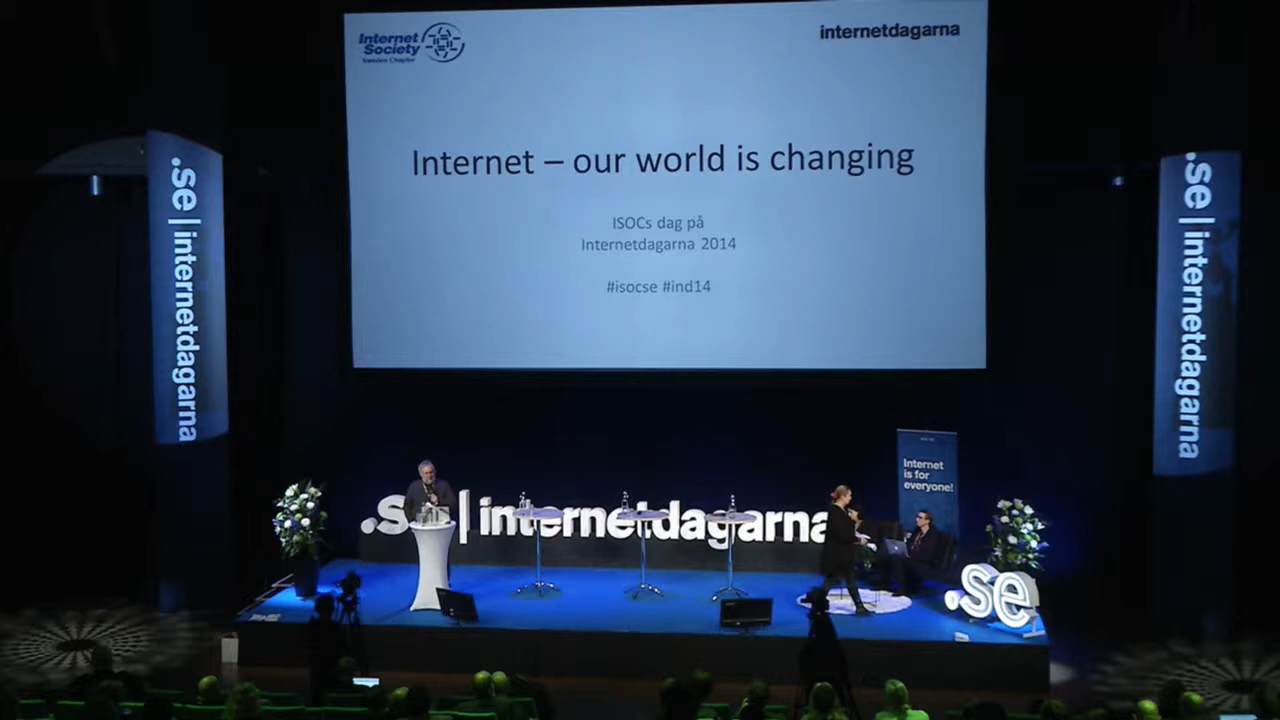 Internet
Society
Sweden Chapter
internetdagarna
Internet – our world is changing
ISOCs dag på
Internetdagarna 2014
#isocse #ind14
.se | internetdagarna
.se | internetdagarna
Internet
is for
everyone!
.se | internetdagarna
.se